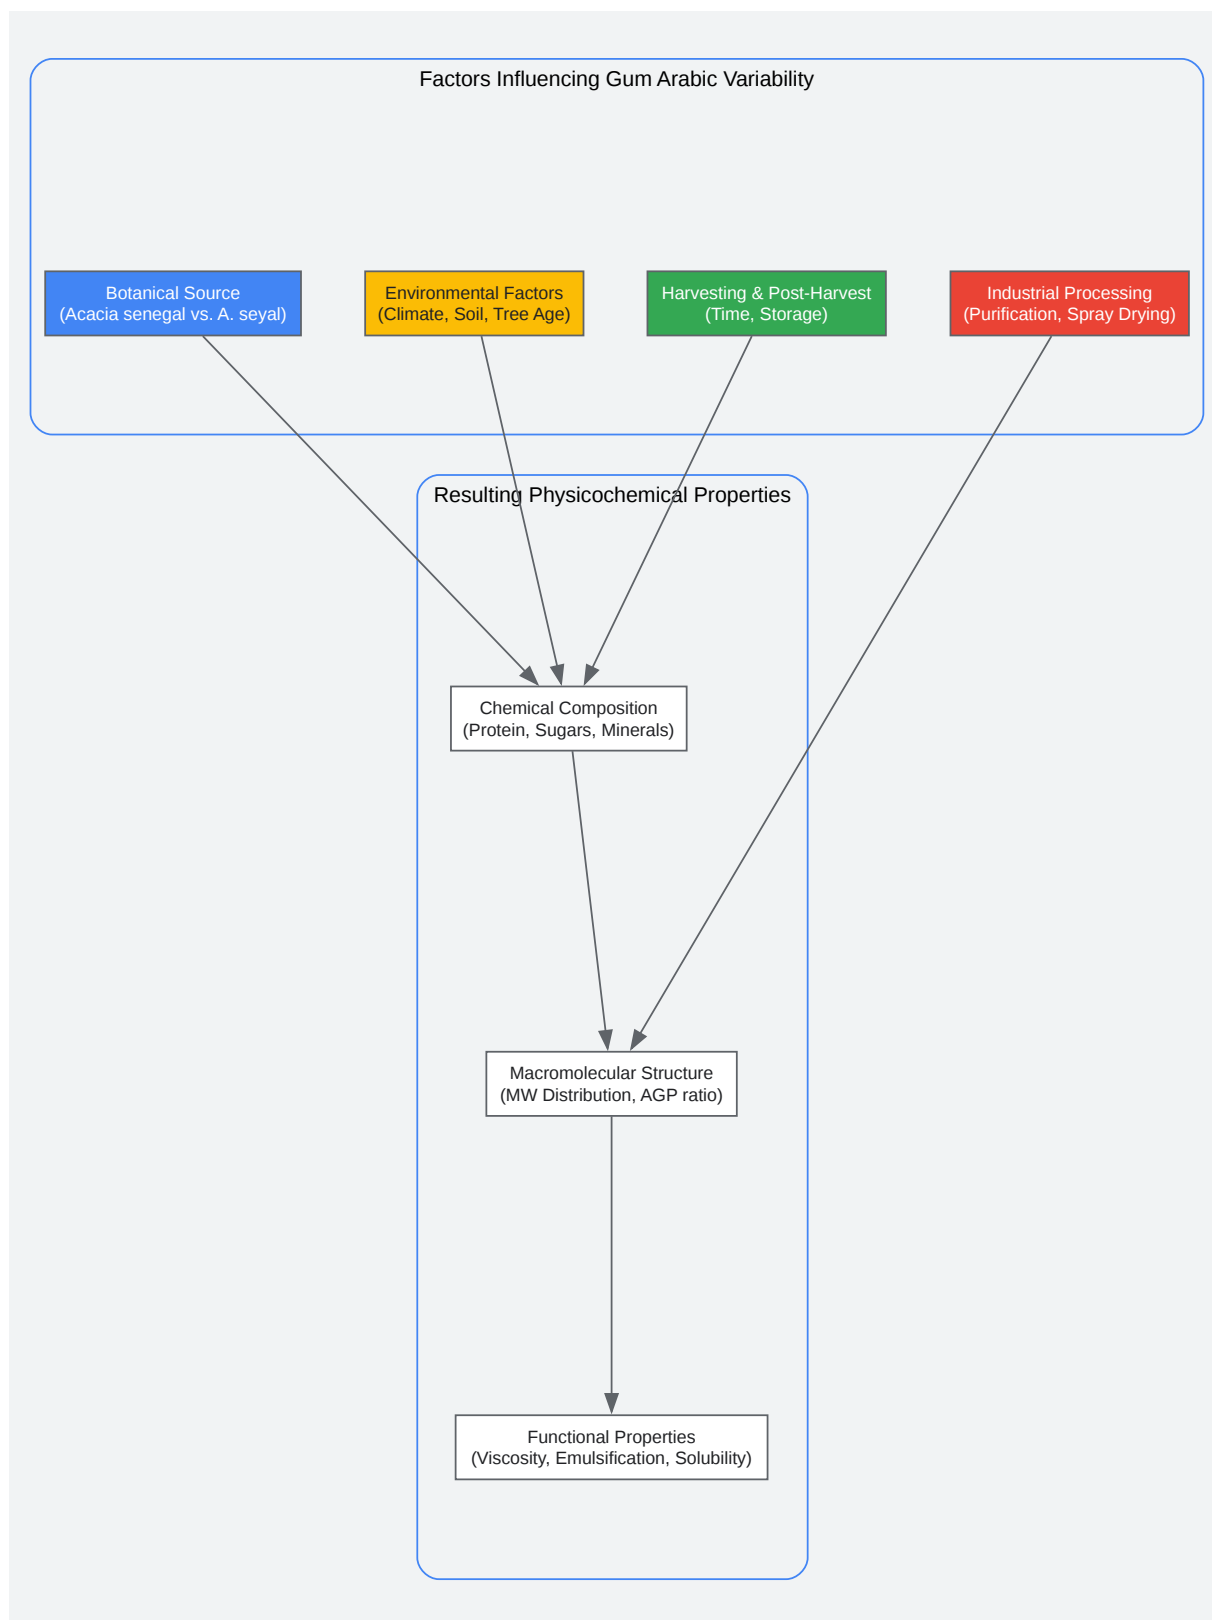 Factors Influencing Gum Arabic Variability
Botanical Source
(Acacia senegal vs. A. seyal)
Environmental Factors
(Climate, Soil, Tree Age)
Harvesting & Post-Harvest
(Time, Storage)
Industrial Processing
(Purification, Spray Drying)
Resulting Physicochemical Properties
Chemical Composition
(Protein, Sugars, Minerals)
Macromolecular Structure
(MW Distribution, AGP ratio)
Functional Properties
(Viscosity, Emulsification, Solubility)